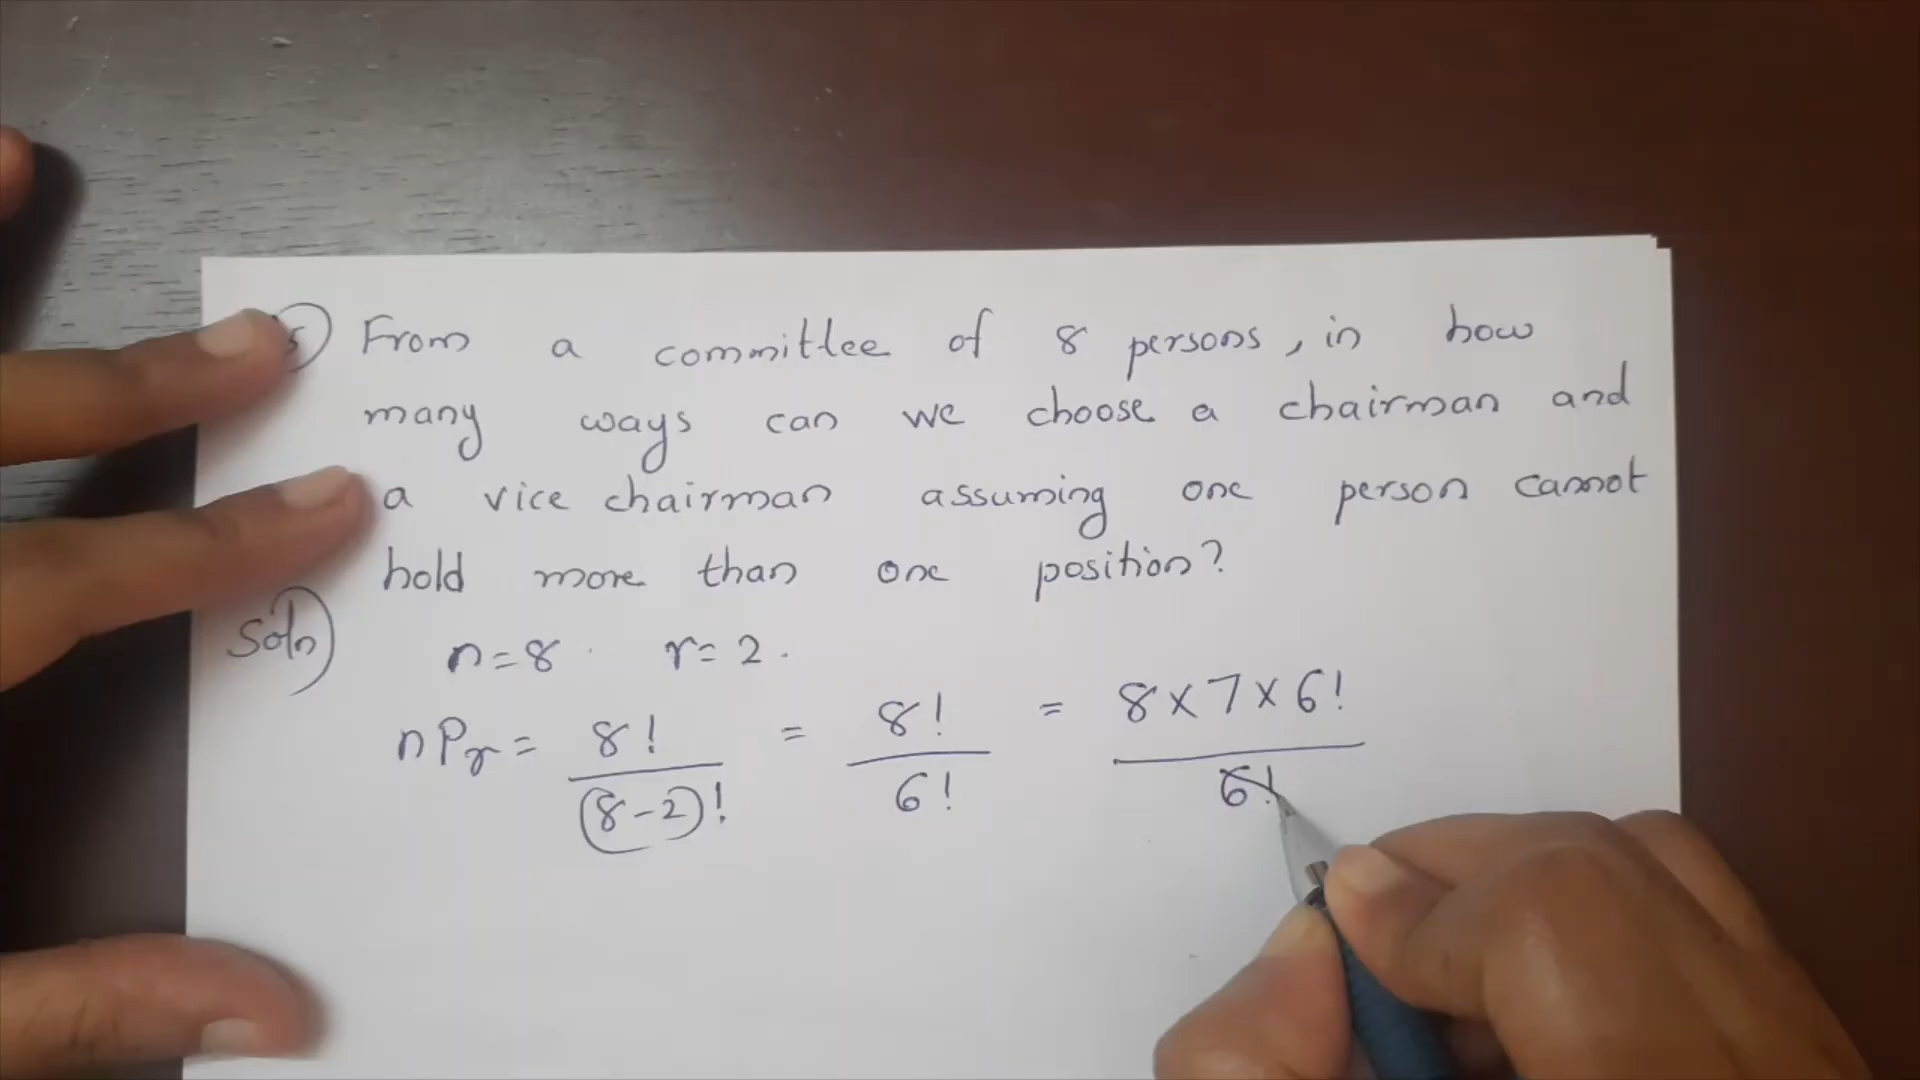 From a committee of 8 persons, in how
many ways can we choose a chairman and
a vice chairman assuming one person cannot
hold more than one position?
Soln)
n=8 r=2.
nPr = 8!/(8-2)! = 8!/6! = 8×7×6!/6!